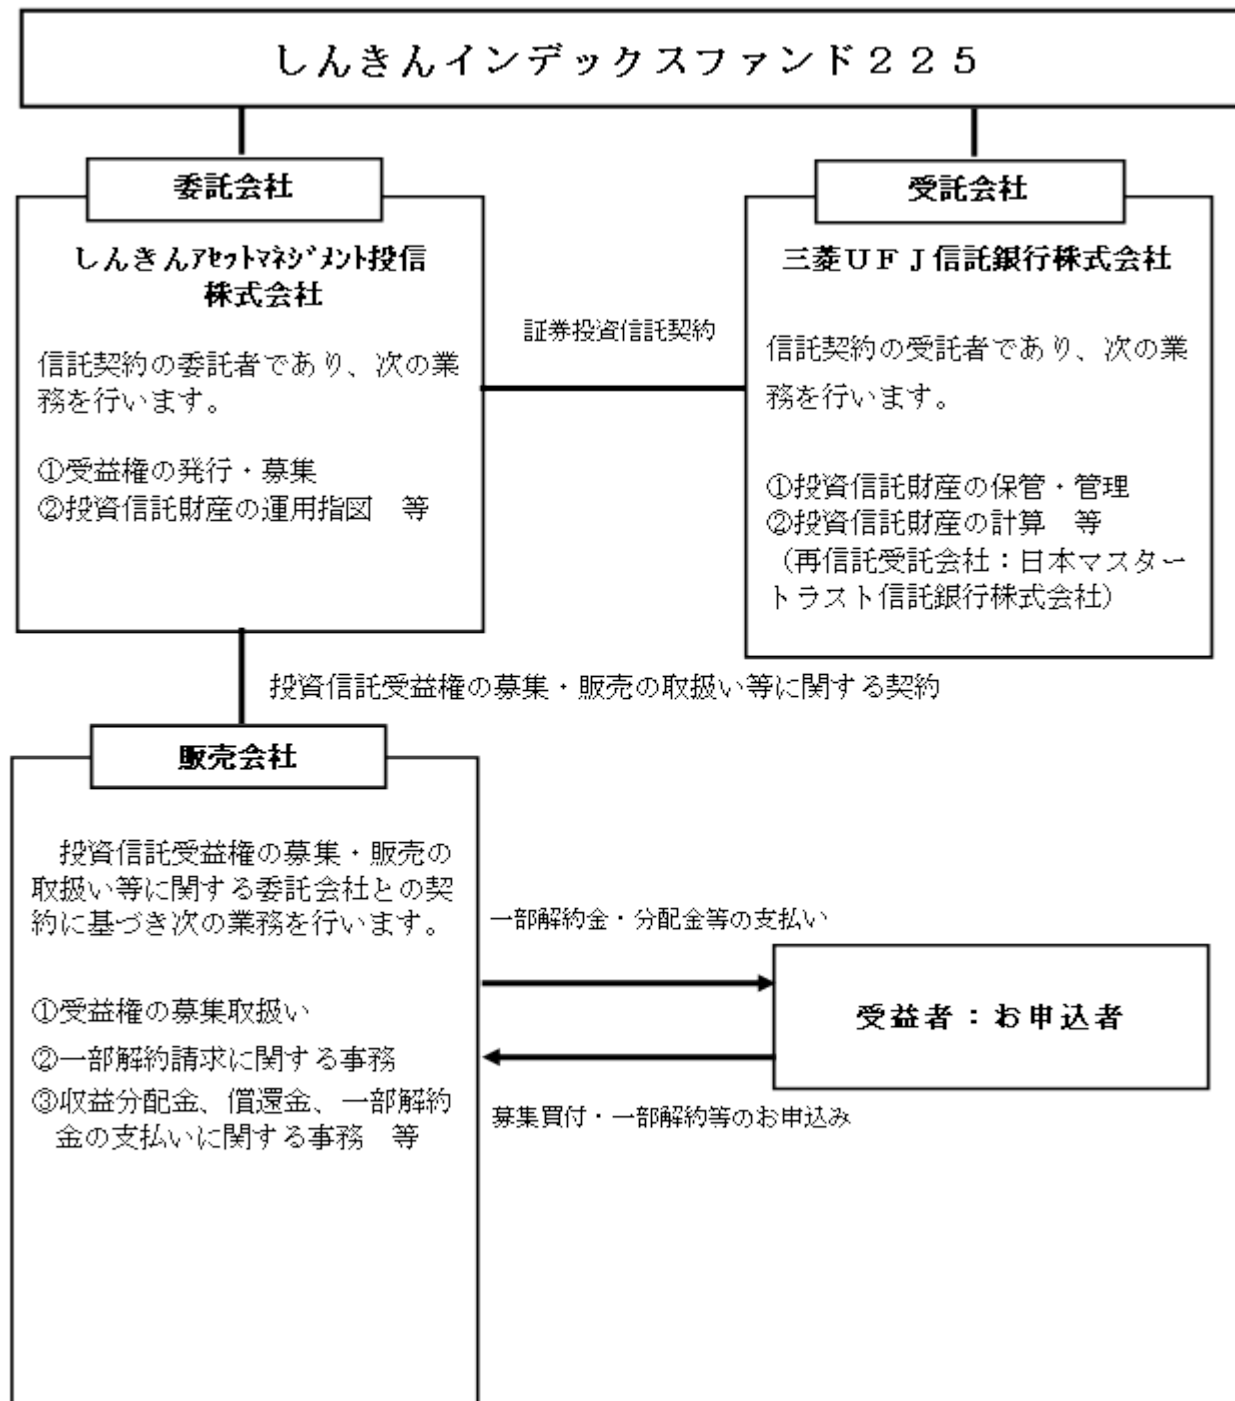 しんきんインデックスファンド２２５
委託会社
しんきんｱｾｯﾄﾏﾈｼﾞﾒﾝﾄ投信
株式会社
信託契約の委託者であり、次の業
務を行います。
①受益権の発行・募集
②投資信託財産の運用指図　等
証券投資信託契約
受託会社
三菱ＵＦＪ信託銀行株式会社
信託契約の受託者であり、次の業
務を行います。
①投資信託財産の保管・管理
②投資信託財産の計算　等
（再信託受託会社：日本マスター
トラスト信託銀行株式会社）
投資信託受益権の募集・販売の取扱い等に関する契約
販売会社
投資信託受益権の募集・販売の
取扱い等に関する委託会社との契
約に基づき次の業務を行います。
①受益権の募集取扱い
②一部解約請求に関する事務
③収益分配金、償還金、一部解約
金の支払いに関する事務　等
一部解約金・分配金等の支払い
受益者：お申込者
募集買付・一部解約等のお申込み